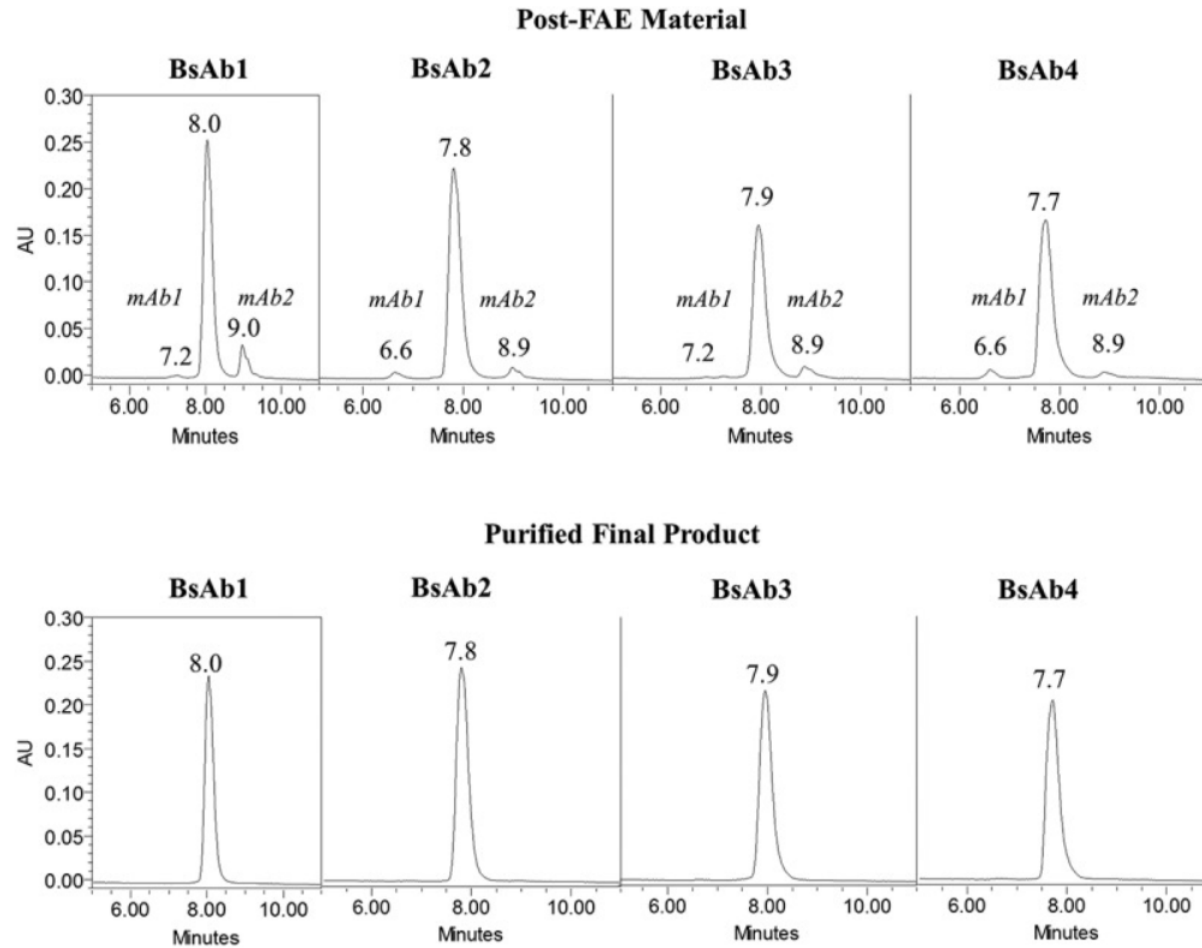 Post-FAE Material
BsAb1 BsAb2 BsAb3 BsAb4
0.30
8.0
0.25
7.8
7.9
7.7
0.20
0.15
AU
0.10
mAb1 mAb2 mAb1 mAb2 mAb1 mAb2 mAb1 mAb2
0.05
7.2 9.0 6.6 8.9 7.2 8.9 6.6 8.9
0.00
6.00 8.00 10.00 6.00 8.00 10.00 6.00 8.00 10.00 6.00 8.00 10.00
Minutes Minutes Minutes Minutes
Purified Final Product
BsAb1 BsAb2 BsAb3 BsAb4
0.30
8.0 7.8 7.9 7.7
0.25
0.20
0.15
AU
0.10
0.05
0.00
6.00 8.00 10.00 6.00 8.00 10.00 6.00 8.00 10.00 6.00 8.00 10.00
Minutes Minutes Minutes Minutes